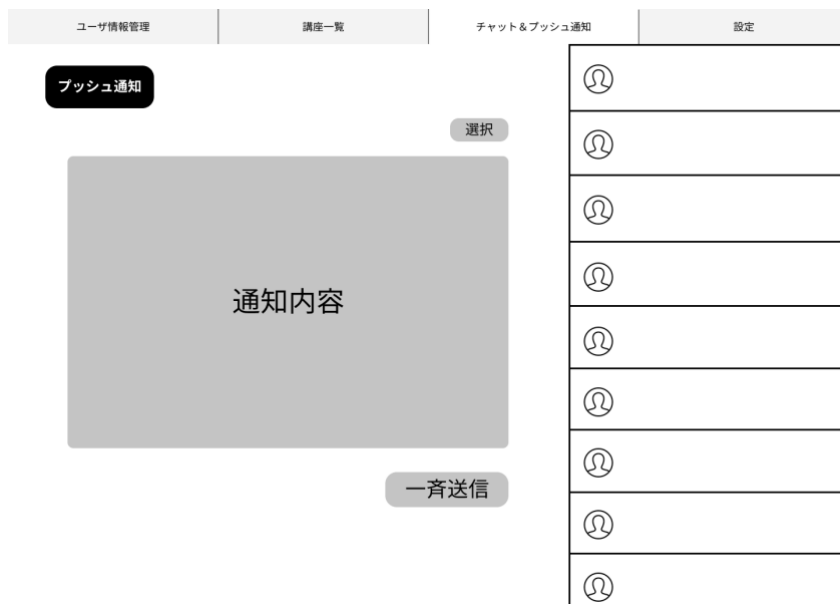 ユーザ情報管理
講座一覧
チャット＆プッシュ通知
設定
プッシュ通知
選択
通知内容
一斉送信